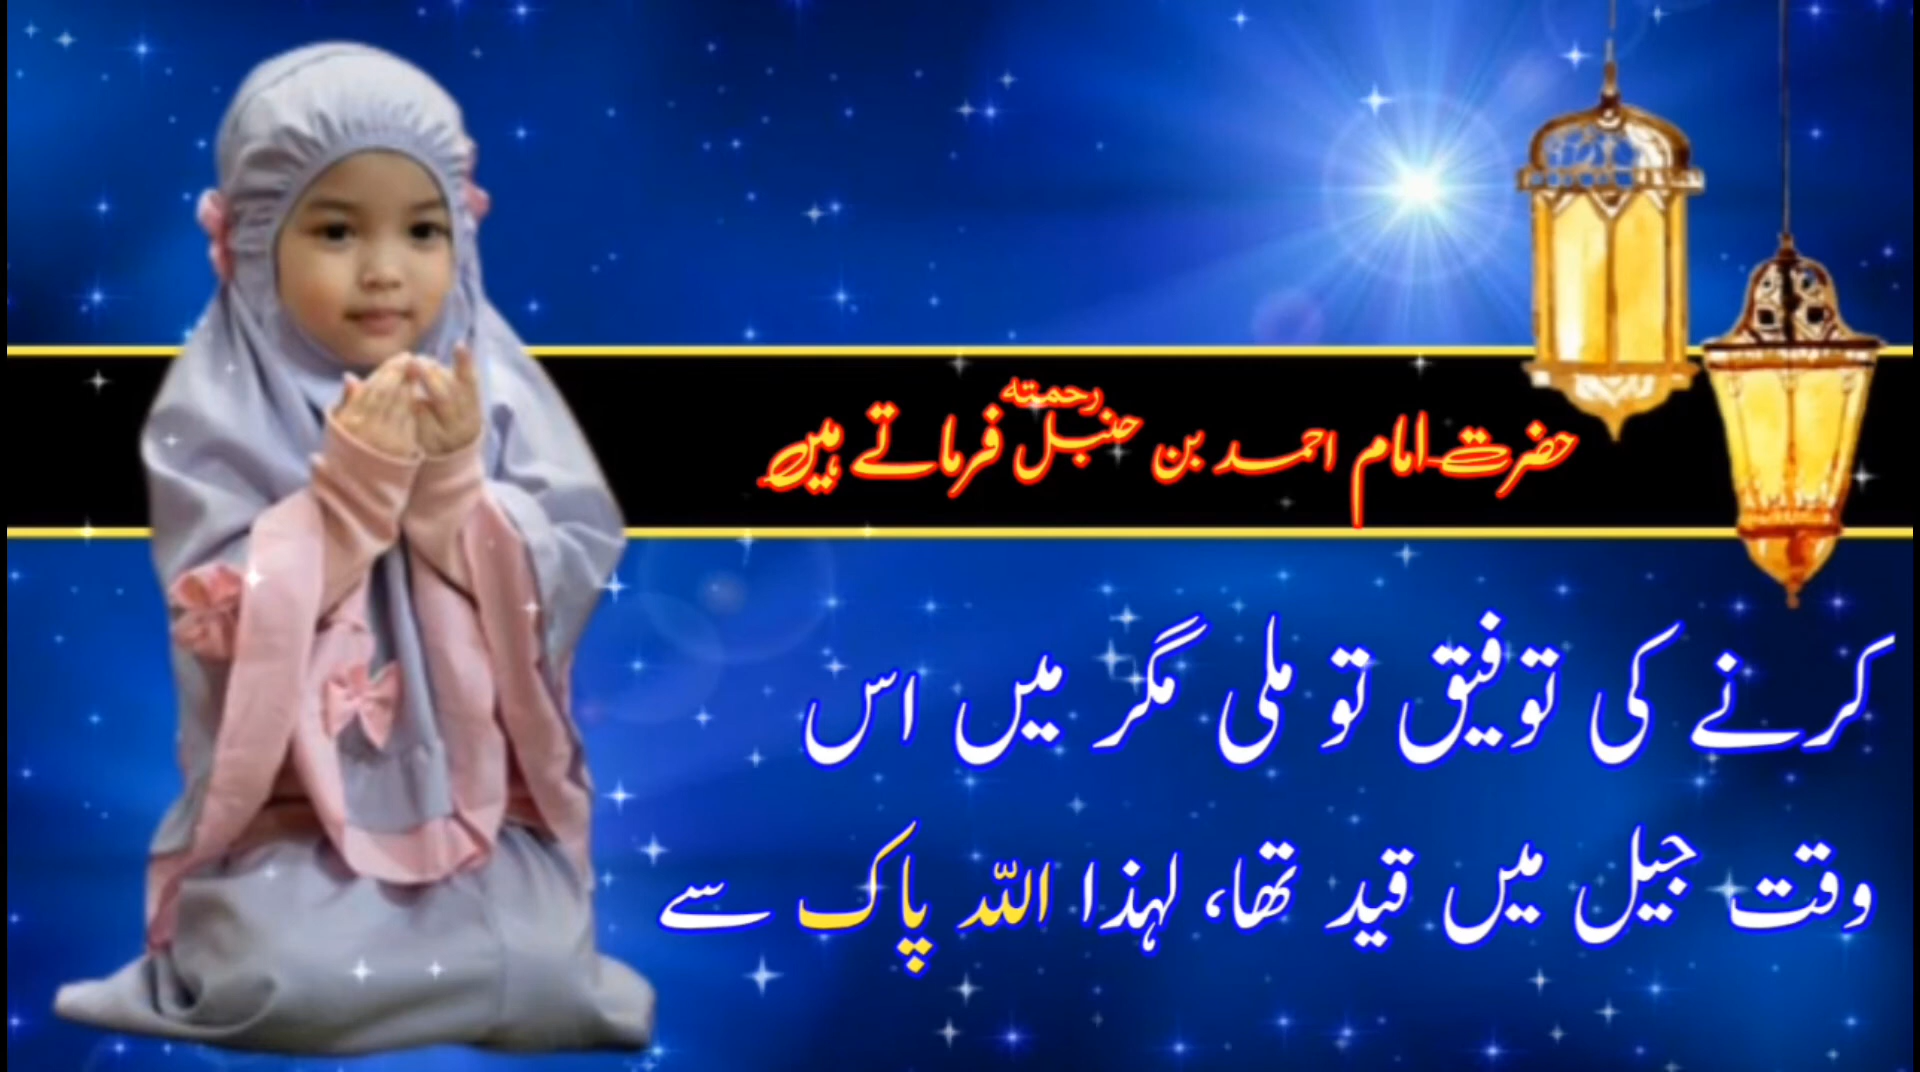 حضرت امام احمد بن حنبل رحمتہ فرماتے ہیں
کرنے کی توفیق تو ملی مگر میں اس
وقت جیل میں قید تھا، لہذا اللہ پاک سے